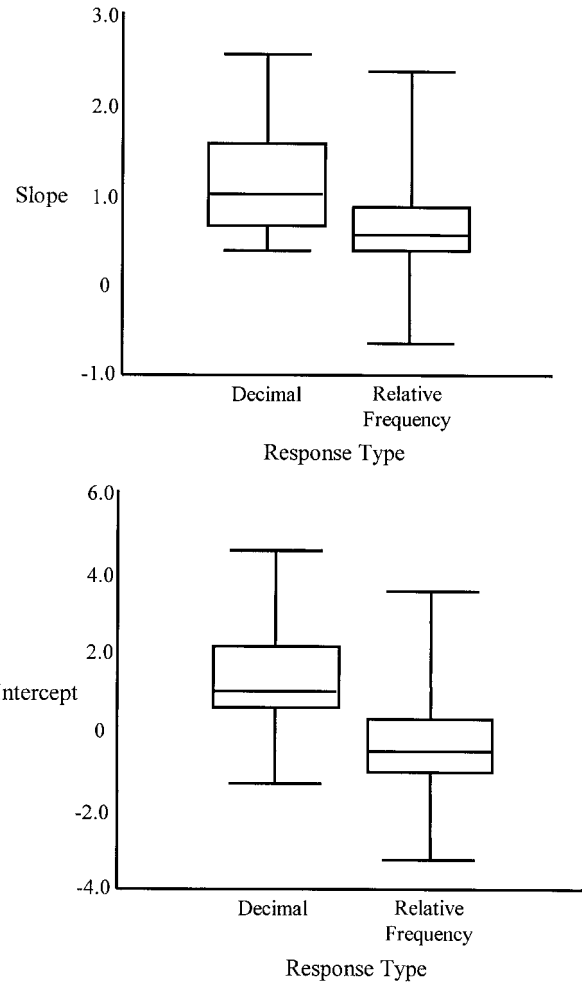 3.0
2.0
Slope
1.0
0
-1.0
Decimal
Relative
Frequency
Response Type
6.0
4.0
2.0
ntercept
0
-2.0
-4.0
Decimal
Relative
Frequency
Response Type